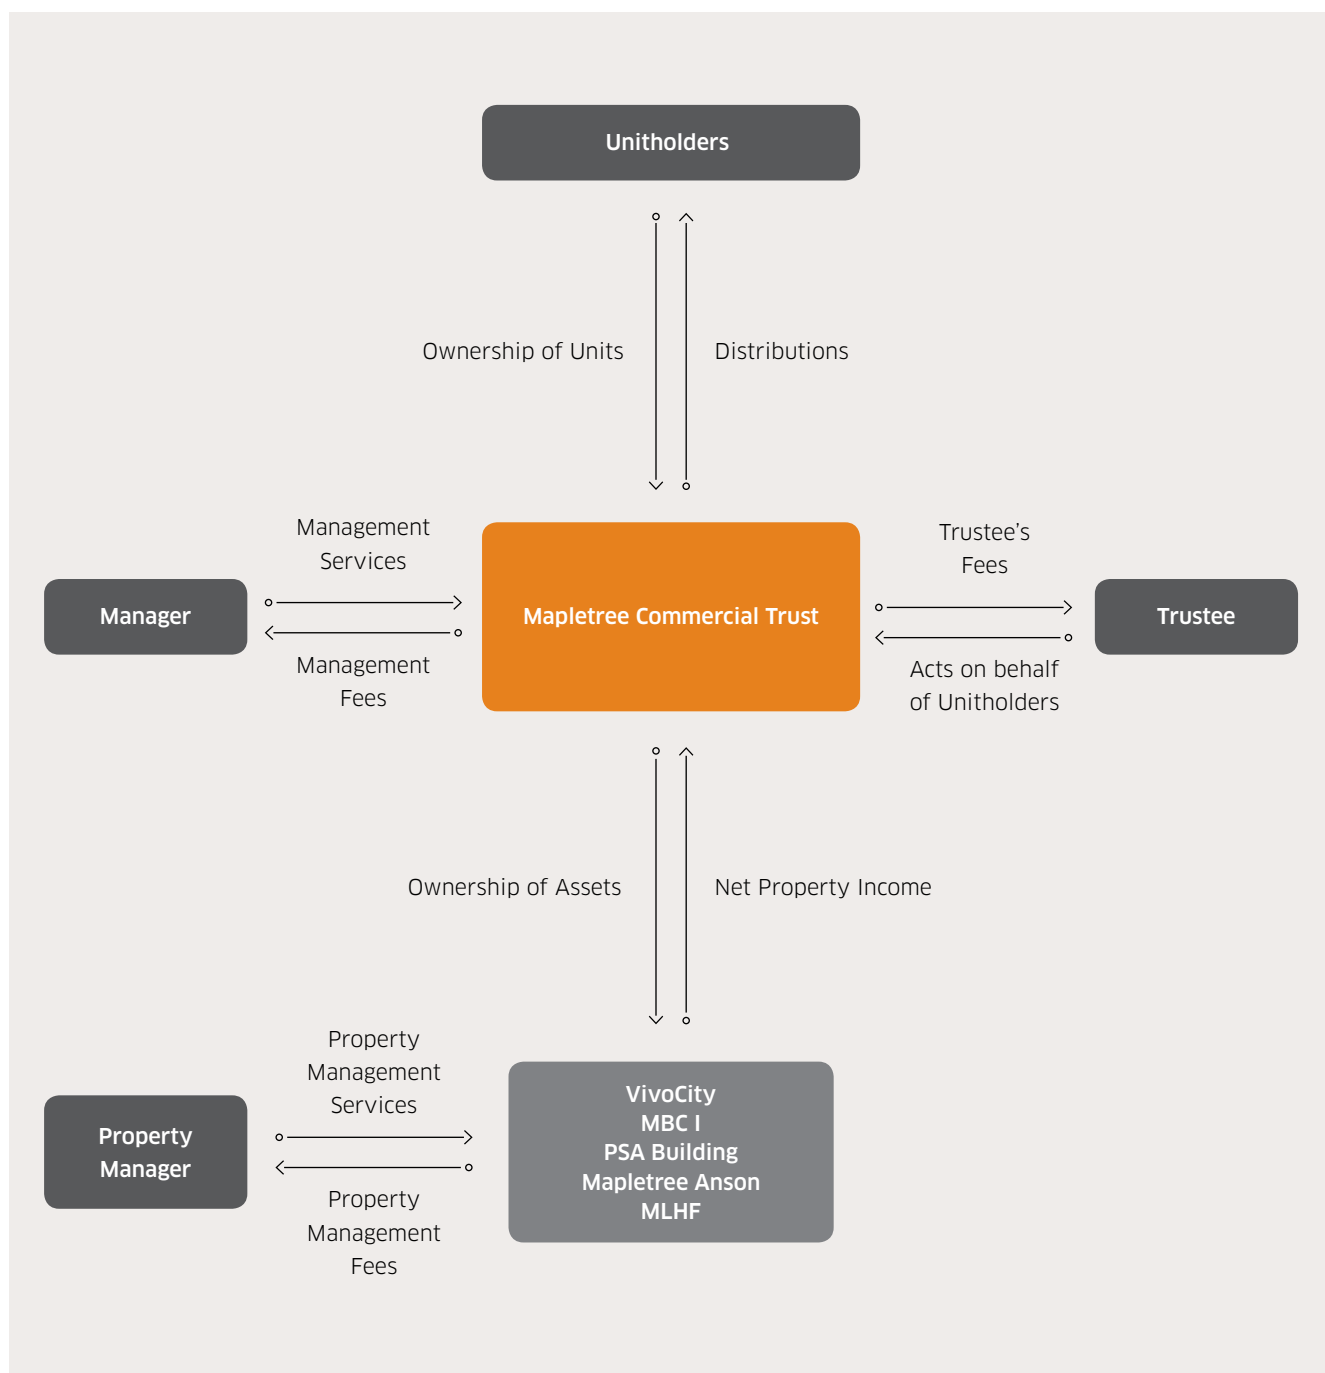 Unitholders
Ownership of Units
Distributions
Management
Services
Manager
Management
Fees
Mapletree Commercial Trust
Trustee’s
Fees
Trustee
Acts on behalf
of Unitholders
Ownership of Assets
Net Property Income
Property
Management
Services
Property
Manager
Property
Management
Fees
VivoCity
MBC I
PSA Building
Mapletree Anson
MLHF